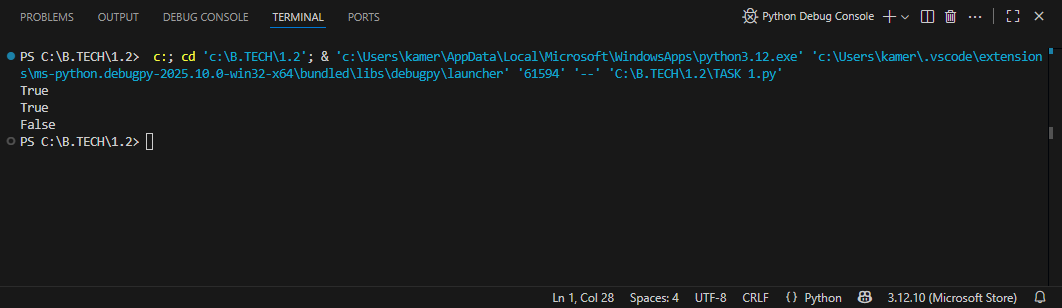 PROBLEMS OUTPUT DEBUG CONSOLE TERMINAL PORTS Python Debug Console
PS C:\B.TECH\1.2>  c:; cd 'c:\B.TECH\1.2'; & 'c:\Users\kamer\AppData\Local\Microsoft\WindowsApps\python3.12.exe' 'c:\Users\kamer\.vscode\extension
s\ms-python.debugpy-2025.10.0-win32-x64\bundled\libs\debugpy\launcher' '61594' '--' 'C:\B.TECH\1.2\TASK 1.py'
True
True
False
PS C:\B.TECH\1.2>
Ln 1, Col 28 Spaces: 4 UTF-8 CRLF {} Python 3.12.10 (Microsoft Store)